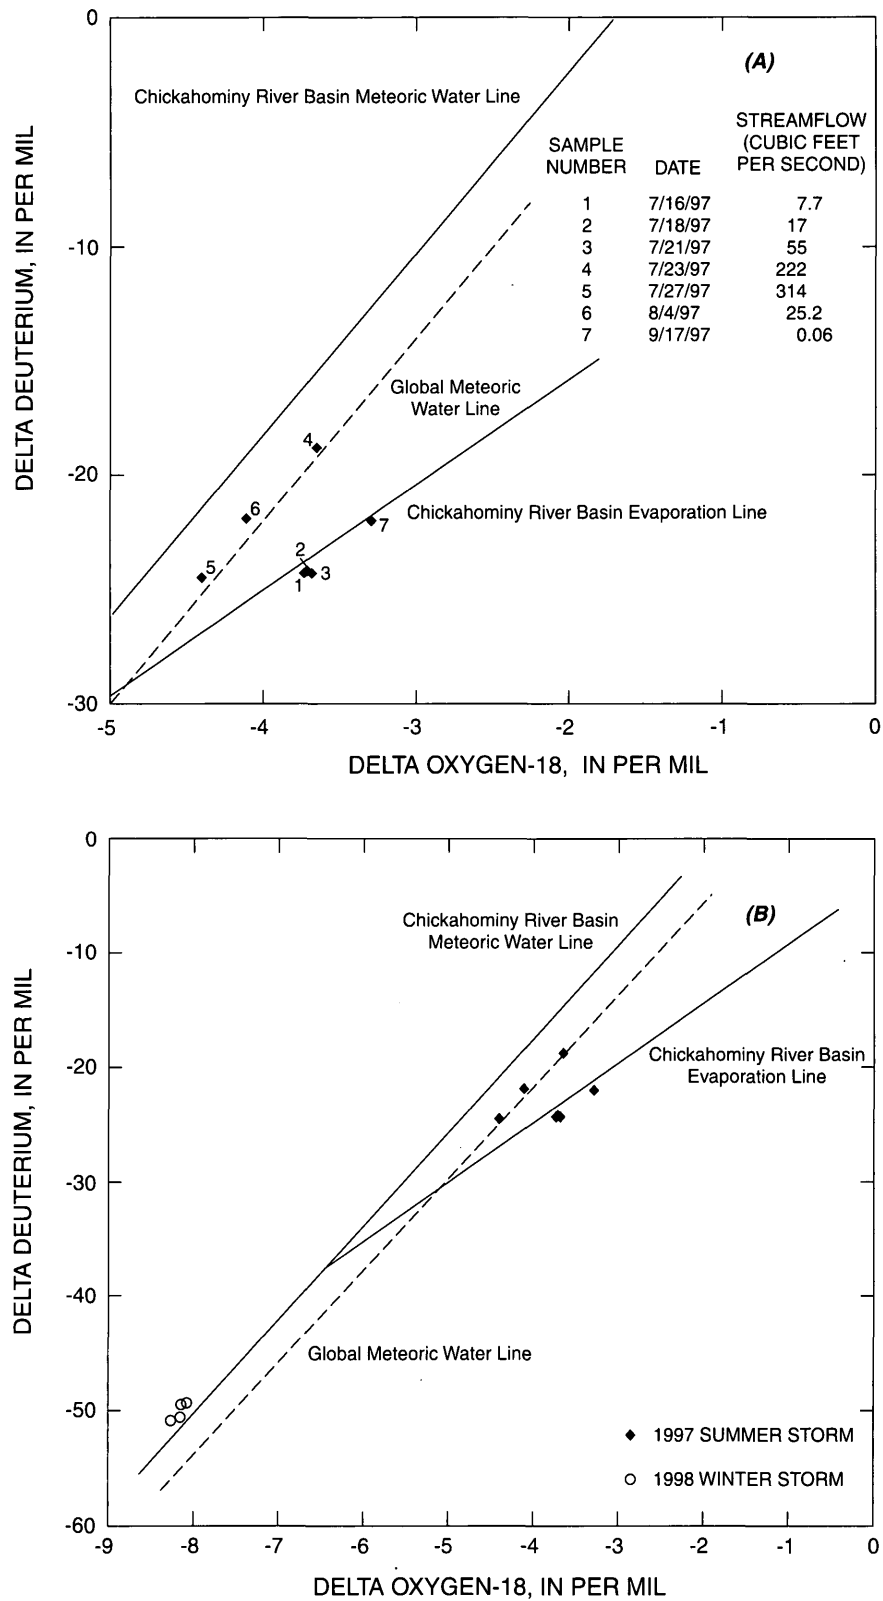 0
-10
-20
-30
DELTA DEUTERIUM, IN PER MIL
(A)
Chickahominy River Basin Meteoric Water Line
SAMPLE NUMBER DATE STREAMFLOW (CUBIC FEET PER SECOND)
1 7/16/97 7.7
2 7/18/97 17
3 7/21/97 55
4 7/23/97 222
5 7/27/97 314
6 8/4/97 25.2
7 9/17/97 0.06
Global Meteoric
Water Line
4
6
5
2
1
3
7
Chickahominy River Basin Evaporation Line
-5 -4 -3 -2 -1 0
DELTA OXYGEN-18, IN PER MIL
0
-10
-20
-30
-40
-50
-60
DELTA DEUTERIUM, IN PER MIL
(B)
Chickahominy River Basin
Meteoric Water Line
Chickahominy River Basin
Evaporation Line
Global Meteoric Water Line
1997 SUMMER STORM
1998 WINTER STORM
-9 -8 -7 -6 -5 -4 -3 -2 -1 0
DELTA OXYGEN-18, IN PER MIL